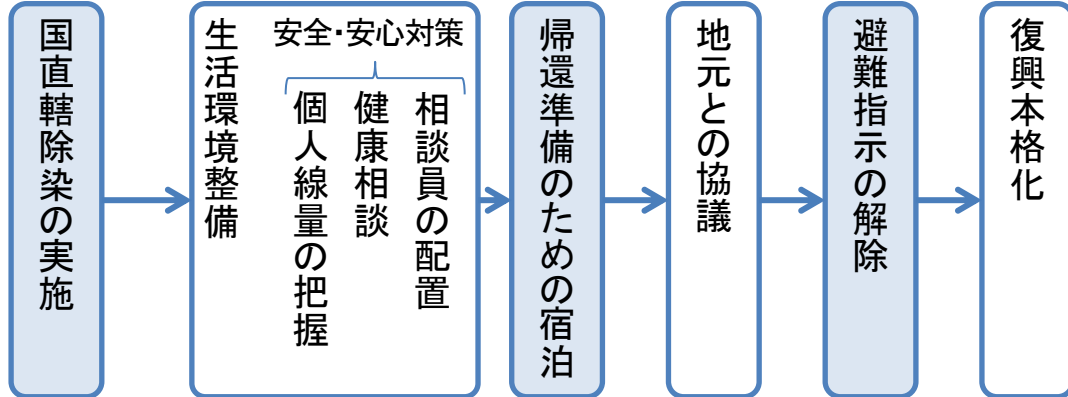 国直轄除染の実施
生活環境整備
安全・安心対策
個人線量の把握
健康相談
相談員の配置
帰還準備のための宿泊
地元との協議
避難指示の解除
復興本格化